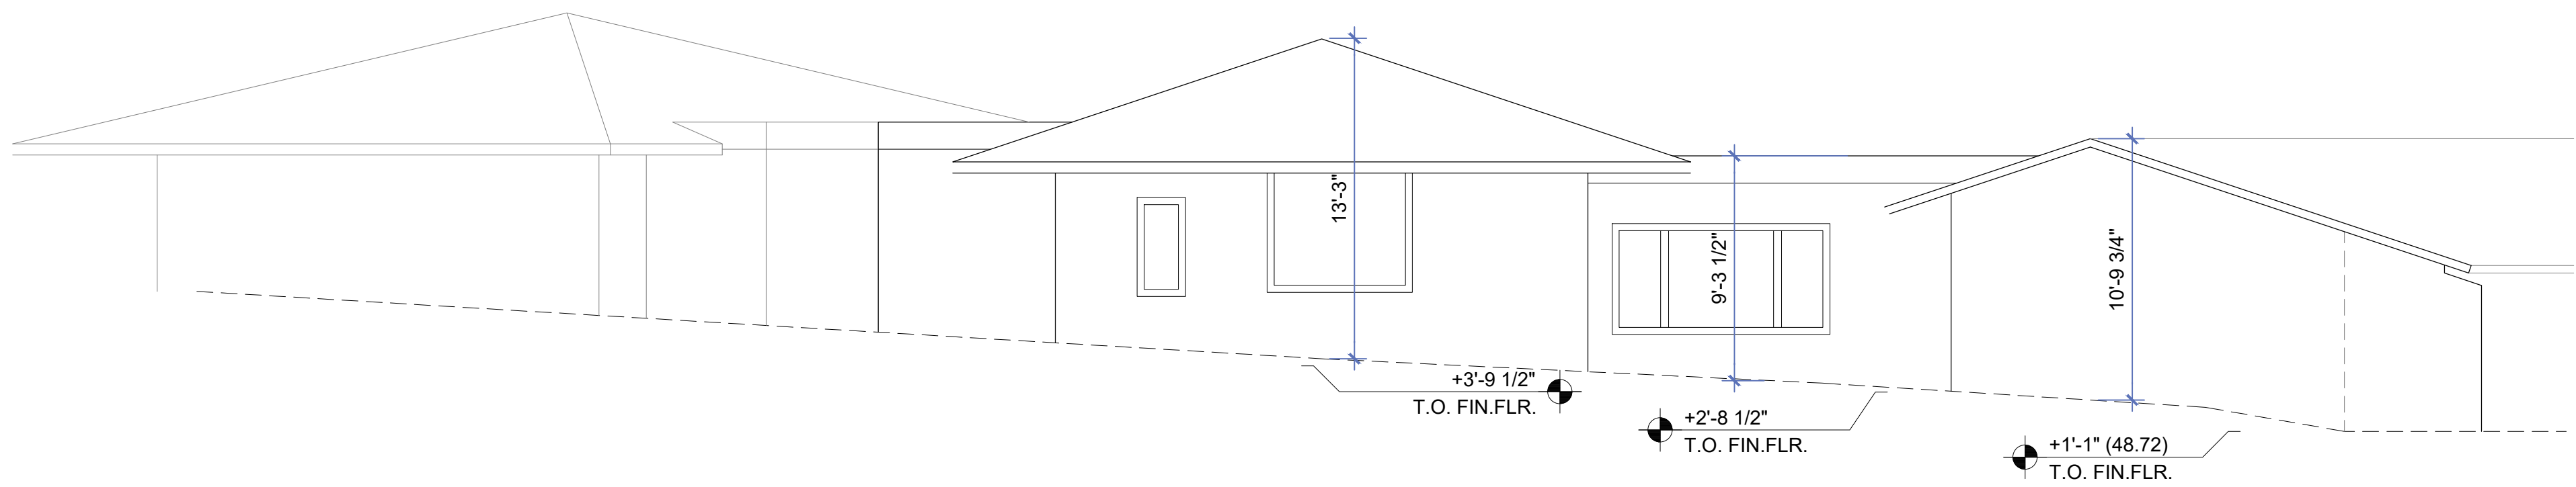 13'-3"
9'-3 1/2"
10'-9 3/4"
+3'-9 1/2"
T.O. FIN.FLR.
+2'-8 1/2"
T.O. FIN.FLR.
+1'-1" (48.72)
T.O. FIN.FLR.